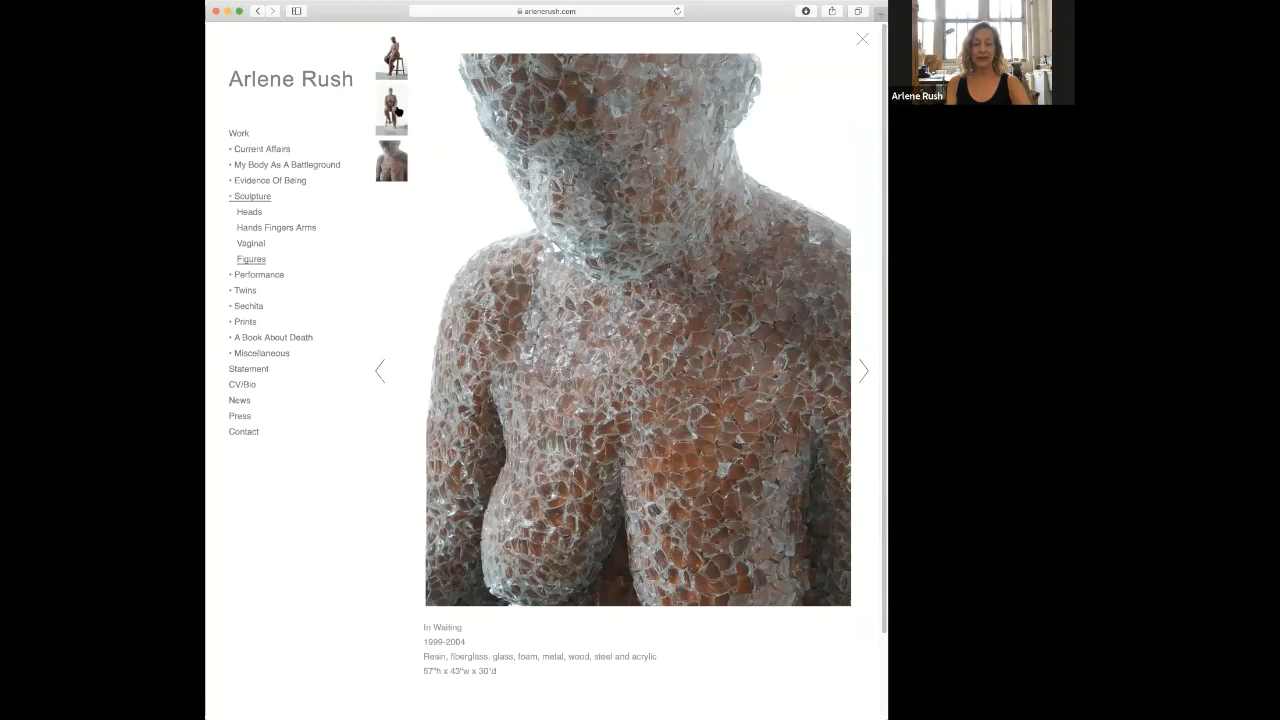 arlenerush.com
Arlene Rush
Work
• Current Affairs
• My Body As A Battleground
• Evidence Of Being
• Sculpture
Heads
Hands Fingers Arms
Vaginal
Figures
• Performance
• Twins
• Sechita
• Prints
• A Book About Death
• Miscellaneous
Statement
CV/Bio
News
Press
Contact
In Waiting
1999-2004
Resin, fiberglass, glass, foam, metal, wood, steel and acrylic
57"h x 43"w x 30"d
Arlene Rush